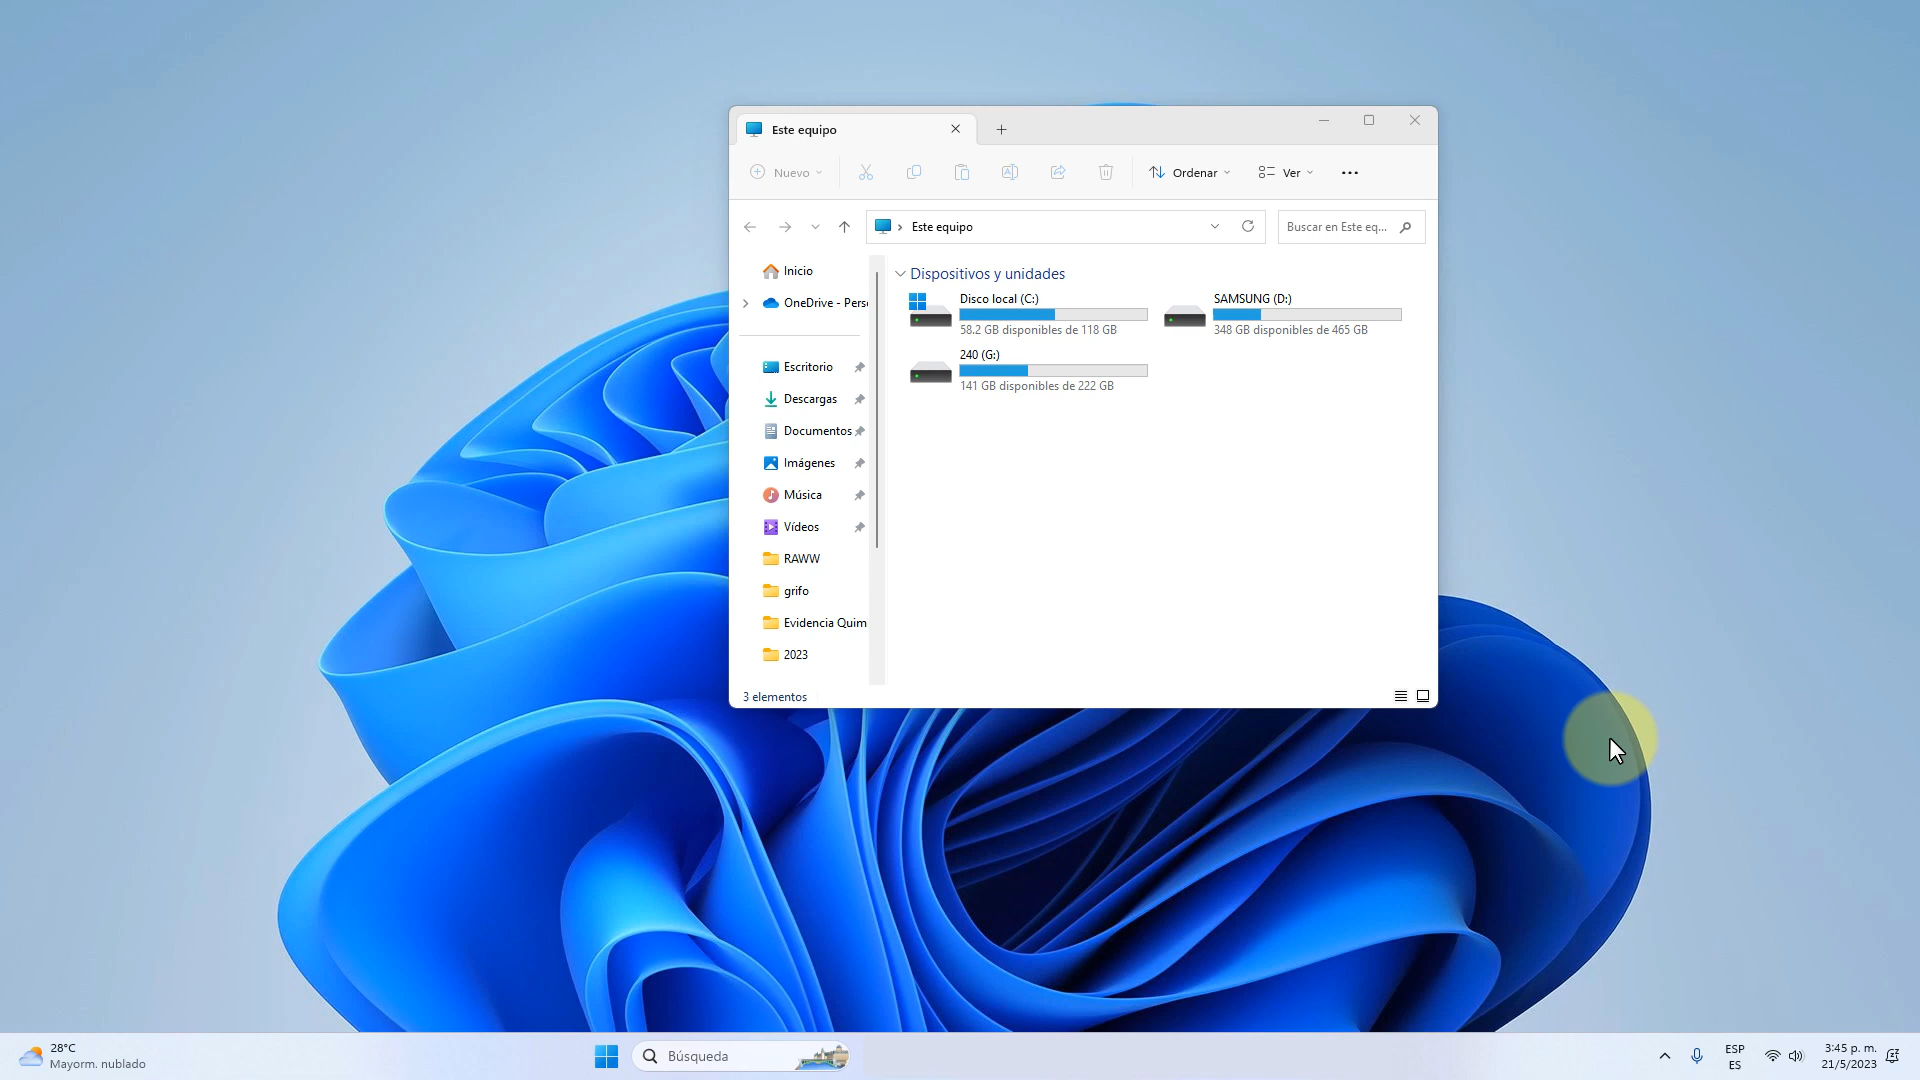 Este equipo
Nuevo
Ordenar
Ver
Este equipo
Buscar en Este eq...
Inicio
OneDrive - Pers
Escritorio
Descargas
Documentos
Imágenes
Música
Vídeos
RAWW
grifo
Evidencia Quim
2023
Dispositivos y unidades
Disco local (C:)
58.2 GB disponibles de 118 GB
SAMSUNG (D:)
348 GB disponibles de 465 GB
240 (G:)
141 GB disponibles de 222 GB
3 elementos
28°C
Mayorm. nublado
Búsqueda
ESP
ES
3:45 p. m.
21/5/2023